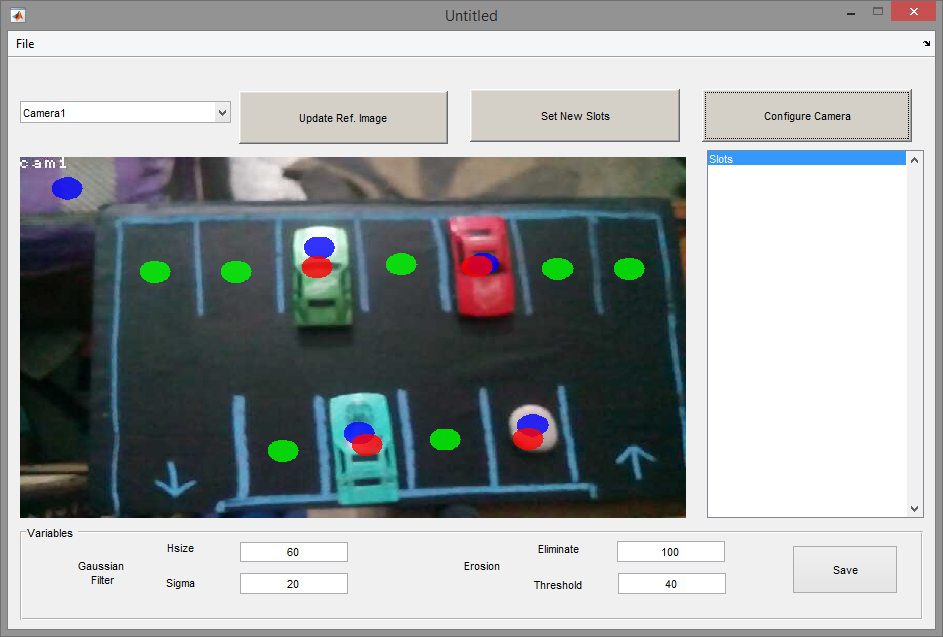 Untitled
File
Camera1
Update Ref. Image
Set New Slots
Configure Camera
cam1
Slots
Variables
Gaussian
Filter
Hsize
60
Sigma
20
Erosion
Eliminate
100
Threshold
40
Save